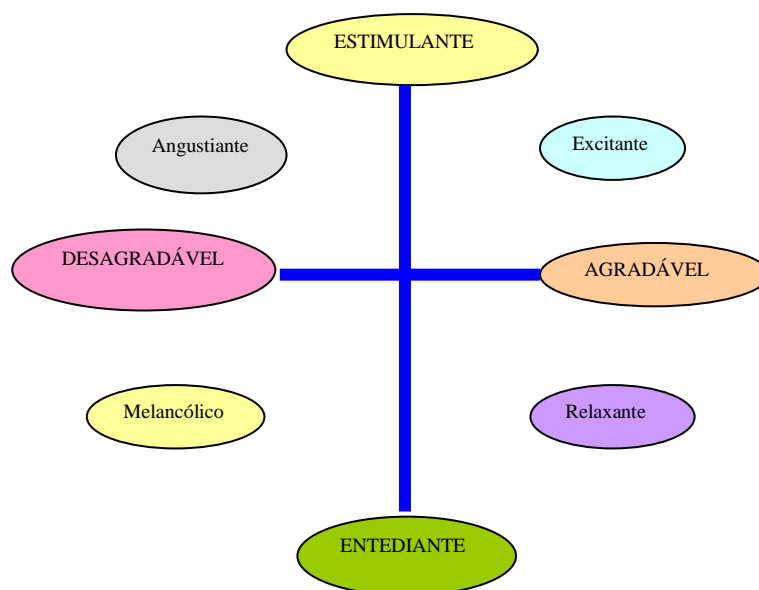 ESTIMULANTE
Angustiante
Excitante
DESAGRADÁVEL
AGRADÁVEL
Melancólico
Relaxante
ENTEDIANTE